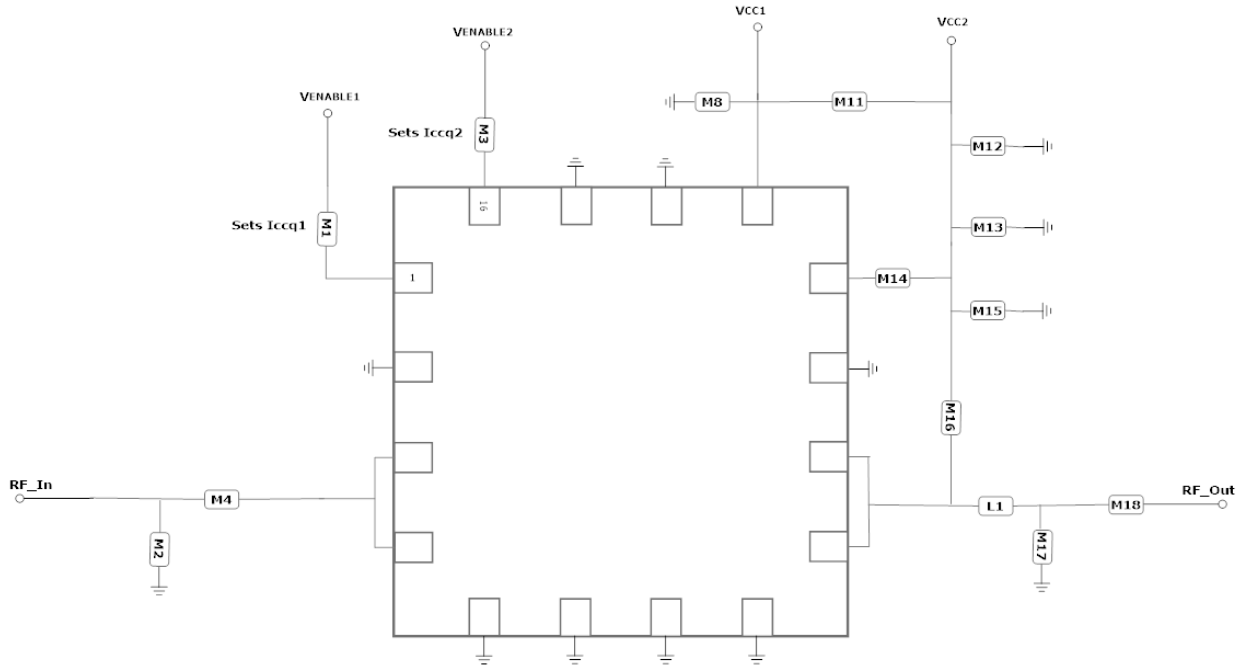 VCC1
VCC2
VENABLE2
VENABLE1
M8
M11
Sets Iccq2
M3
M12
16
Sets Iccq1
M1
M13
1
M14
M15
M16
RF_In
M4
L1
M18
RF_Out
M2
M17